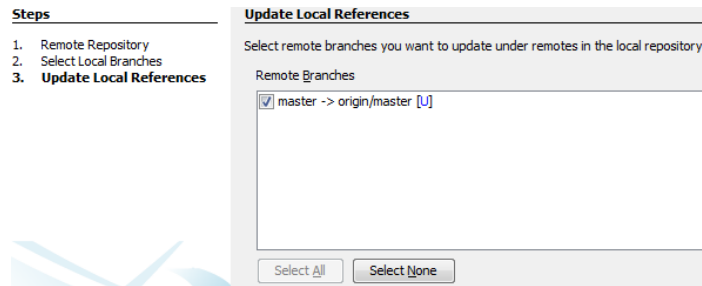 Steps
1. Remote Repository
2. Select Local Branches
3. Update Local References
Update Local References
Select remote branches you want to update under remotes in the local repository
Remote Branches
master -> origin/master [U]
Select All
Select None